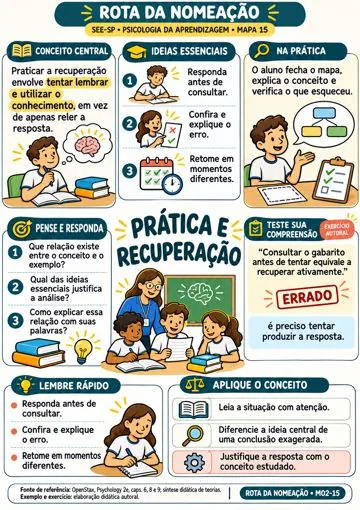 ROTA DA NOMEAÇÃO
SEE-SP • PSICOLOGIA DA APRENDIZAGEM • MAPA 15
CONCEITO CENTRAL
Praticar a recuperação
envolve tentar lembrar
e utilizar o
conhecimento, em vez
de apenas reler a
resposta.
IDEIAS ESSENCIAIS
1
Responda
antes de
consultar.
2
Confira e
explique o
erro.
3
Retome em
momentos
diferentes.
NA PRÁTICA
O aluno fecha o mapa,
explica o conceito e
verifica o que esqueceu.
PENSE E RESPONDA
1
Que relação existe
entre o conceito e o
exemplo?
2
Qual das ideias
essenciais justifica
a análise?
3
Como explicar essa
relação com suas
palavras?
PRÁTICA E
RECUPERAÇÃO
TESTE SUA
COMPREENSÃO
EXERCÍCIO
AUTORAL
“Consultar o gabarito
antes de tentar equivale a
recuperar ativamente.”
ERRADO
é preciso tentar
produzir a resposta.
LEMBRE RÁPIDO
Responda antes de
consultar.
Confira e explique
o erro.
Retome em momentos
diferentes.
APLIQUE O CONCEITO
Leia a situação com atenção.
Diferencie a ideia central de
uma conclusão exagerada.
Justifique a resposta com o
conceito estudado.
Fonte de referência: OpenStax, Psychology 2e, caps. 6, 8 e 9; síntese didática de teorias.
Exemplo e exercício: elaboração didática autoral.
ROTA DA NOMEAÇÃO • M02-15